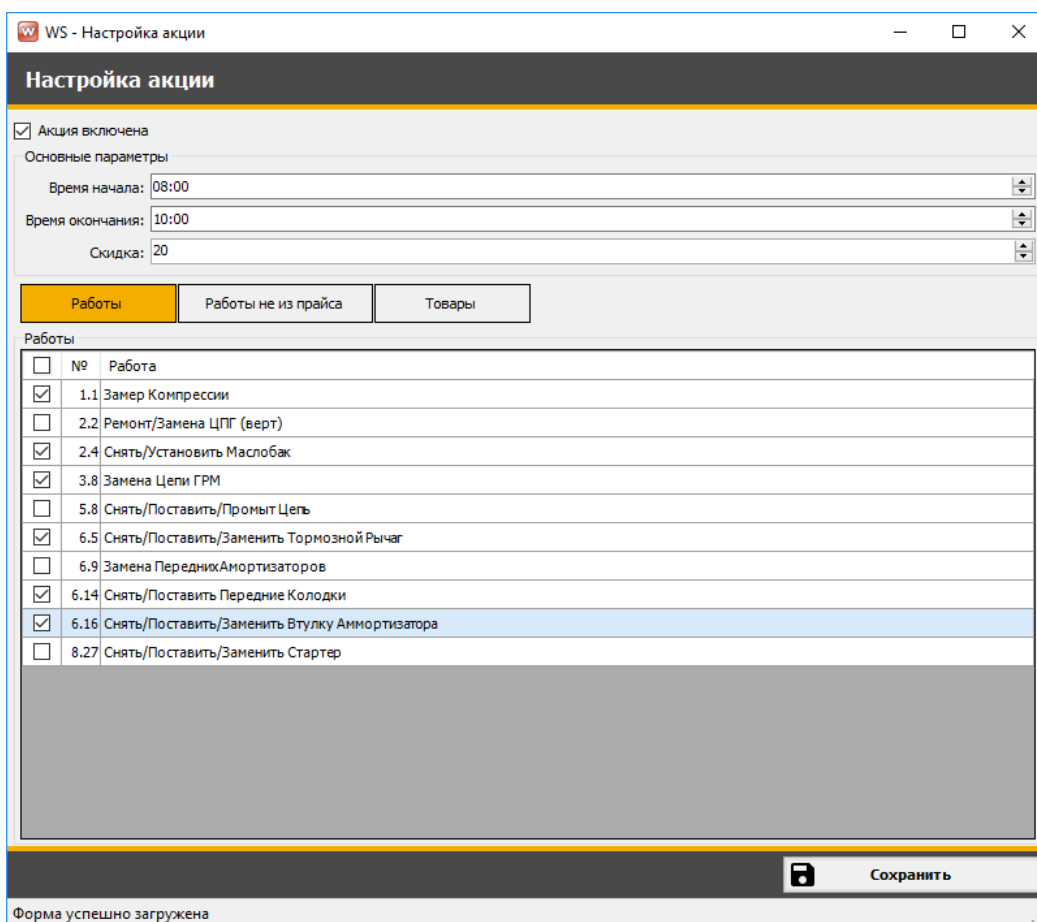 WS - Настройка акции
Настройка акции
Акция включена
Основные параметры
Время начала: 08:00
Время окончания: 10:00
Скидка: 20
Работы Работы не из прайса Товары
Работы
№ Работа
1.1 Замер Компрессии
2.2 Ремонт/Замена ЦПГ (верт)
2.4 Снять/Установить Маслобак
3.8 Замена Цепи ГРМ
5.8 Снять/Поставить/Промыт Цепь
6.5 Снять/Поставить/Заменить Тормозной Рычаг
6.9 Замена ПереднихАмортизаторов
6.14 Снять/Поставить Передние Колодки
6.16 Снять/Поставить/Заменить Втулку Аммортизатора
8.27 Снять/Поставить/Заменить Стартер
Сохранить
Форма успешно загружена